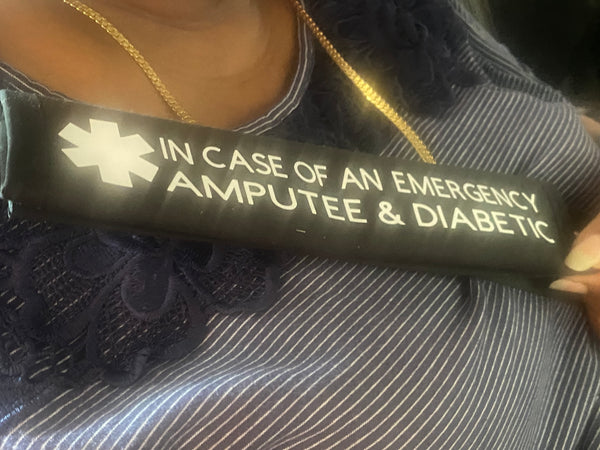 IN CASE OF AN EMERGENCY
AMPUTEE & DIABETIC